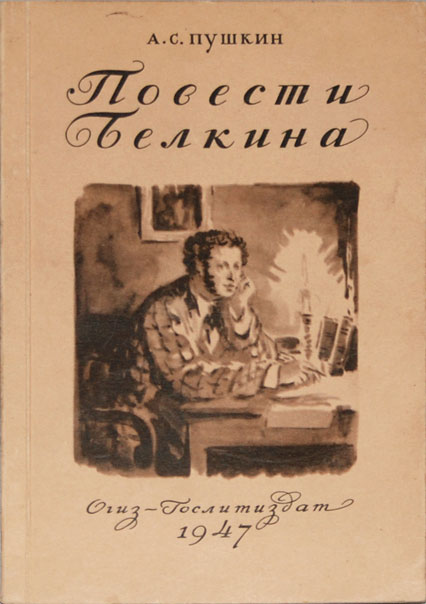 А. С. ПУШКИН
Повести
Белкина
Огиз-Гослитиздат
1947